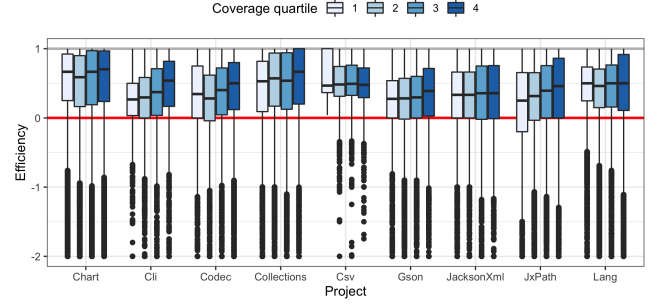 Coverage quartile 1 2 3 4
Efficiency
1
0
-1
-2
Chart Cli Codec Collections Csv Gson JacksonXml JxPath Lang
Project